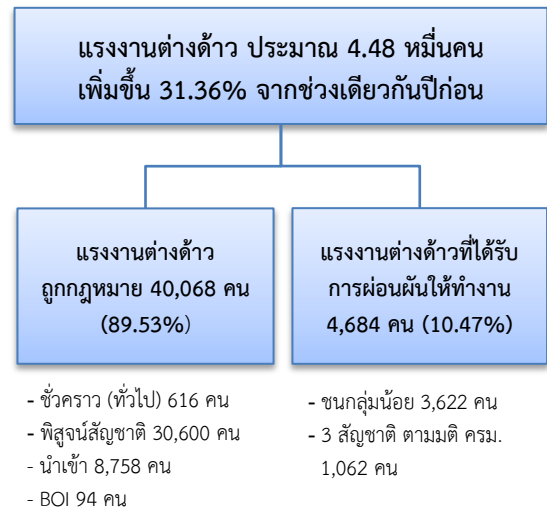 แรงงานต่างด้าว ประมาณ 4.48 หมื่นคน
เพิ่มขึ้น 31.36% จากช่วงเดียวกันปีก่อน
แรงงานต่างด้าว
ถูกกฎหมาย 40,068 คน
(89.53%)
แรงงานต่างด้าวที่ได้รับ
การผ่อนผันให้ทำงาน
4,684 คน (10.47%)
- ชั่วคราว (ทั่วไป) 616 คน
- พิสูจน์สัญชาติ 30,600 คน
- นำเข้า 8,758 คน
- BOI 94 คน
- ชนกลุ่มน้อย 3,622 คน
- 3 สัญชาติ ตามมติ ครม.
1,062 คน